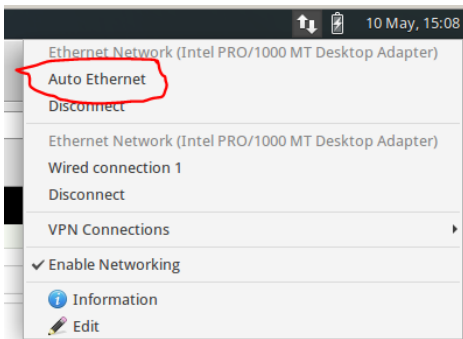 10 May, 15:08
Ethernet Network (Intel PRO/1000 MT Desktop Adapter)
Auto Ethernet
Disconnect
Ethernet Network (Intel PRO/1000 MT Desktop Adapter)
Wired connection 1
Disconnect
VPN Connections
Enable Networking
Information
Edit